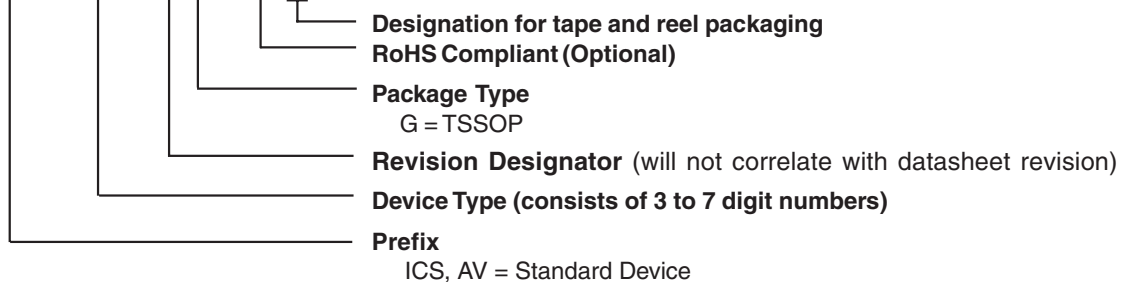 Designation for tape and reel packaging
RoHS Compliant (Optional)
Package Type
G = TSSOP
Revision Designator (will not correlate with datasheet revision)
Device Type (consists of 3 to 7 digit numbers)
Prefix
ICS, AV = Standard Device